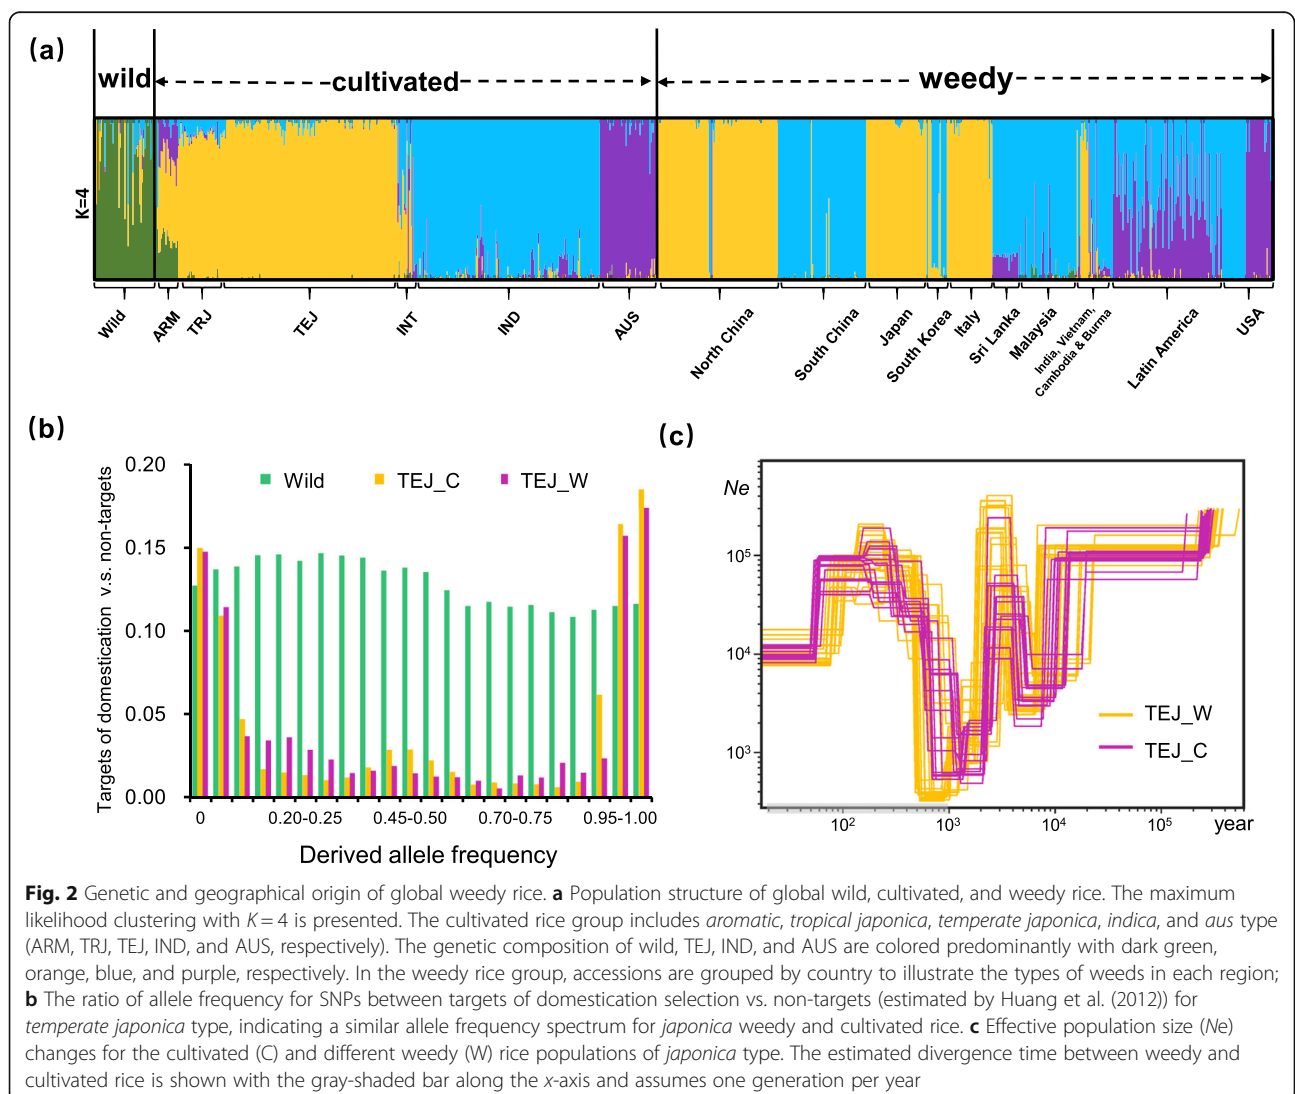 (a)
wild
cultivated
weedy
K=4
Wild
ARM
TRJ
TEJ
INT
IND
AUS
North China
South China
Japan
South Korea
Italy
Sri Lanka
Malaysia
India, Vietnam,
Cambodia & Burma
Latin America
USA
(b)
Targets of domestication v.s. non-targets
0.20
0.15
0.10
0.05
0.00
Wild
TEJ_C
TEJ_W
0
0.20-0.25
0.45-0.50
0.70-0.75
0.95-1.00
Derived allele frequency
(c)
Ne
10⁵
10⁴
10³
TEJ_W
TEJ_C
10²
10³
10⁴
10⁵
year
Fig. 2 Genetic and geographical origin of global weedy rice. a Population structure of global wild, cultivated, and weedy rice. The maximum
likelihood clustering with K = 4 is presented. The cultivated rice group includes aromatic, tropical japonica, temperate japonica, indica, and aus type
(ARM, TRJ, TEJ, IND, and AUS, respectively). The genetic composition of wild, TEJ, IND, and AUS are colored predominantly with dark green,
orange, blue, and purple, respectively. In the weedy rice group, accessions are grouped by country to illustrate the types of weeds in each region;
b The ratio of allele frequency for SNPs between targets of domestication selection vs. non-targets (estimated by Huang et al. (2012)) for
temperate japonica type, indicating a similar allele frequency spectrum for japonica weedy and cultivated rice. c Effective population size (Ne)
changes for the cultivated (C) and different weedy (W) rice populations of japonica type. The estimated divergence time between weedy and
cultivated rice is shown with the gray-shaded bar along the x-axis and assumes one generation per year